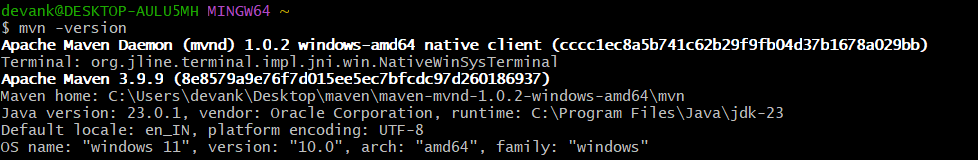 devank@DESKTOP-AULU5MH MINGW64 ~
$ mvn -version
Apache Maven Daemon (mvnd) 1.0.2 windows-amd64 native client (cccc1ec8a5b741c62b29f9fb04d37b1678a029bb)
Terminal: org.jline.terminal.impl.jni.win.NativeWinSysTerminal
Apache Maven 3.9.9 (8e8579a9e76f7d015ee5ec7bfcdc97d260186937)
Maven home: C:\Users\devank\Desktop\maven\maven-mvnd-1.0.2-windows-amd64\mvn
Java version: 23.0.1, vendor: Oracle Corporation, runtime: C:\Program Files\Java\jdk-23
Default locale: en_IN, platform encoding: UTF-8
OS name: "windows 11", version: "10.0", arch: "amd64", family: "windows"